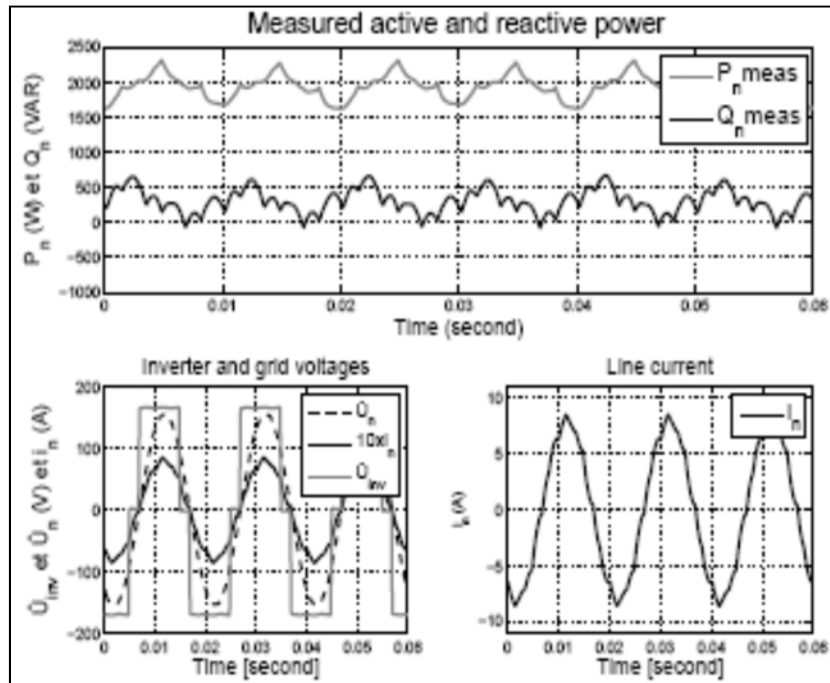 Measured active and reactive power
P_n (W) et Q_n (VAR)
2500
2000
1500
1000
500
0
−500
−1000
P_n meas
Q_n meas
0 0.01 0.02 0.03 0.04 0.05 0.06
Time (second)
Inverter and grid voltages
Û_inv et Û_n (V) et i_n (A)
200
100
0
−100
−200
Û_n
10xI_n
Û_inv
0 0.01 0.02 0.03 0.04 0.05 0.06
Time [second]
Line current
I_n (A)
10
5
0
−5
−10
I_n
0 0.01 0.02 0.03 0.04 0.05 0.06
Time [second]